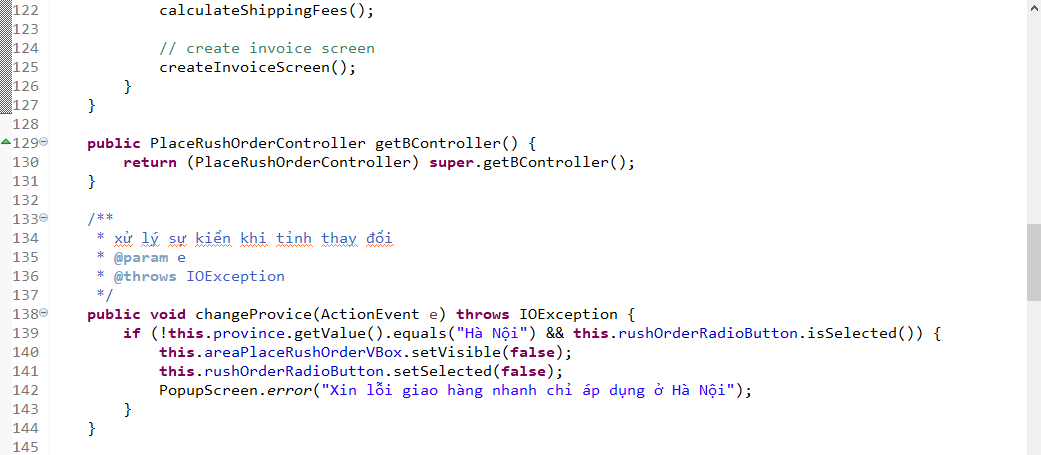 122             calculateShippingFees();
123
124             // create invoice screen
125             createInvoiceScreen();
126         }
127     }
128
129     public PlaceRushOrderController getBController() {
130         return (PlaceRushOrderController) super.getBController();
131     }
132
133     /**
134      * xử lý sự kiển khi tỉnh thay đổi
135      * @param e
136      * @throws IOException
137      */
138     public void changeProvice(ActionEvent e) throws IOException {
139         if (!this.province.getValue().equals("Hà Nội") && this.rushOrderRadioButton.isSelected()) {
140             this.areaPlaceRushOrderVBox.setVisible(false);
141             this.rushOrderRadioButton.setSelected(false);
142             PopupScreen.error("Xin lỗi giao hàng nhanh chỉ áp dụng ở Hà Nội");
143         }
144     }
145